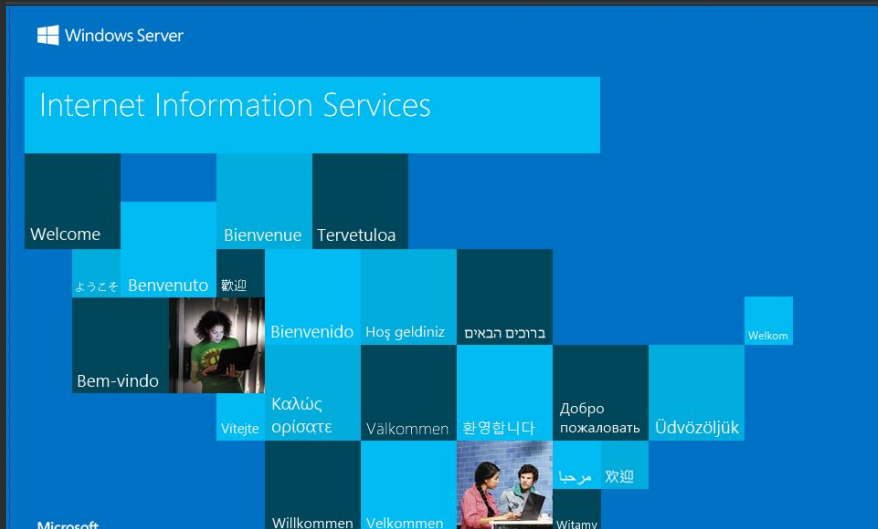 Windows Server
Internet Information Services
Welcome
Bienvenue
Tervetuloa
ようこそ
Benvenuto
歡迎
Bienvenido
Hoş geldiniz
ברוכים הבאים
Welkom
Bem-vindo
Vítejte
Καλώς
ορίσατε
Välkommen
환영합니다
Добро
пожаловать
Üdvözöljük
مرحبا
欢迎
Microsoft
Willkommen
Velkommen
Witamy